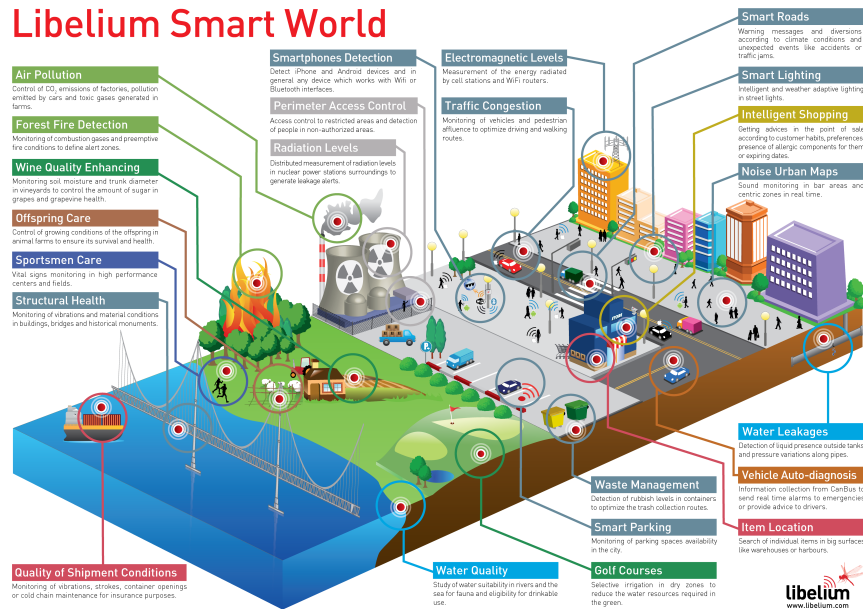 Libelium Smart World
Air Pollution
Control of CO₂ emissions of factories, pollution
emitted by cars and toxic gases generated in
farms.
Forest Fire Detection
Monitoring of combustion gases and preemptive
fire conditions to define alert zones.
Wine Quality Enhancing
Monitoring soil moisture and trunk diameter
in vineyards to control the amount of sugar in
grapes and grapevine health.
Offspring Care
Control of growing conditions of the offspring in
animal farms to ensure its survival and health.
Sportsmen Care
Vital signs monitoring in high performance
centers and fields.
Structural Health
Monitoring of vibrations and material conditions
in buildings, bridges and historical monuments.
Smartphones Detection
Detect iPhone and Android devices and in
general any device which works with Wifi or
Bluetooth interfaces.
Perimeter Access Control
Access control to restricted areas and detection
of people in non-authorized areas.
Radiation Levels
Distributed measurement of radiation levels
in nuclear power stations surroundings to
generate leakage alerts.
Electromagnetic Levels
Measurement of the energy radiated
by cell stations and WiFi routers.
Traffic Congestion
Monitoring of vehicles and pedestrian
affluence to optimize driving and walking
routes.
Smart Roads
Warning messages and diversions
according to climate conditions and
unexpected events like accidents or
traffic jams.
Smart Lighting
Intelligent and weather adaptive lighting
in street lights.
Intelligent Shopping
Getting advices in the point of sale
according to customer habits, preferences,
presence of allergic components for them
or expiring dates.
Noise Urban Maps
Sound monitoring in bar areas and
centric zones in real time.
STORE
P
Water Leakages
Detection of liquid presence outside tanks
and pressure variations along pipes.
Vehicle Auto-diagnosis
Information collection from CanBus to
send real time alarms to emergencies
or provide advice to drivers.
Item Location
Search of individual items in big surfaces
like warehouses or harbours.
Waste Management
Detection of rubbish levels in containers
to optimize the trash collection routes.
Smart Parking
Monitoring of parking spaces availability
in the city.
Golf Courses
Selective irrigation in dry zones to
reduce the water resources required in
the green.
Water Quality
Study of water suitability in rivers and the
sea for fauna and eligibility for drinkable
use.
Quality of Shipment Conditions
Monitoring of vibrations, strokes, container openings
or cold chain maintenance for insurance purposes.
libelium
www.libelium.com